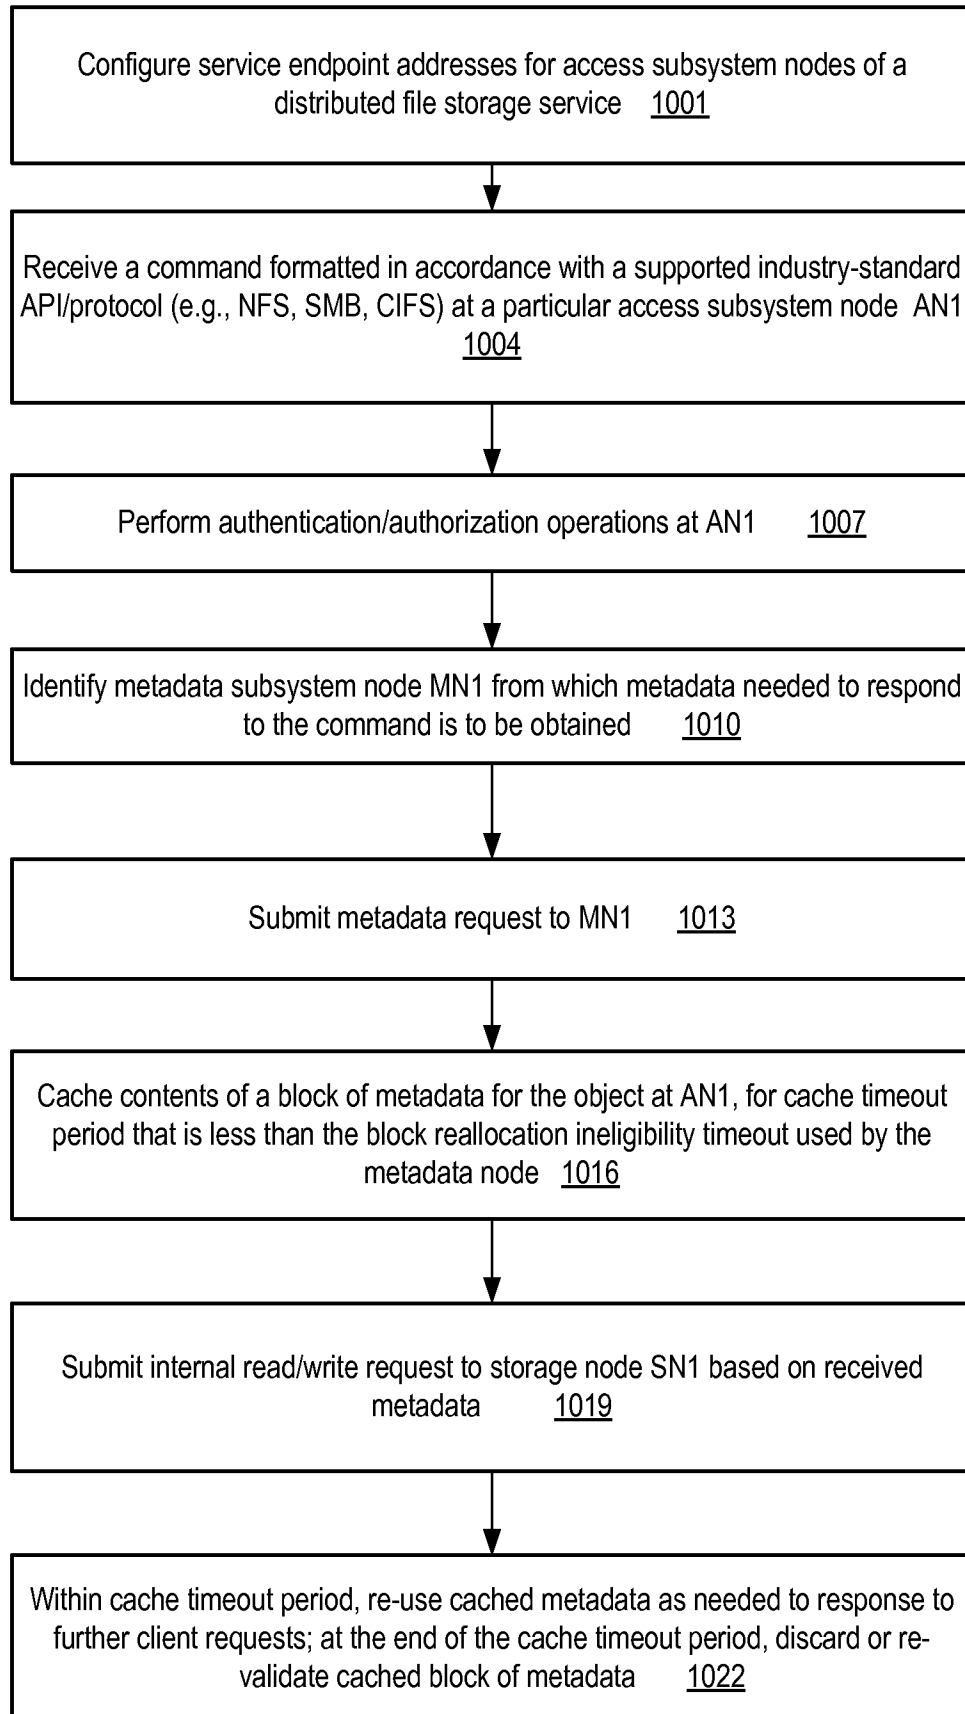 Configure service endpoint addresses for access subsystem nodes of a
distributed file storage service 1001
Receive a command formatted in accordance with a supported industry-standard
API/protocol (e.g., NFS, SMB, CIFS) at a particular access subsystem node AN1
1004
Perform authentication/authorization operations at AN1 1007
Identify metadata subsystem node MN1 from which metadata needed to respond
to the command is to be obtained 1010
Submit metadata request to MN1 1013
Cache contents of a block of metadata for the object at AN1, for cache timeout
period that is less than the block reallocation ineligibility timeout used by the
metadata node 1016
Submit internal read/write request to storage node SN1 based on received
metadata 1019
Within cache timeout period, re-use cached metadata as needed to response to
further client requests; at the end of the cache timeout period, discard or re-
validate cached block of metadata 1022